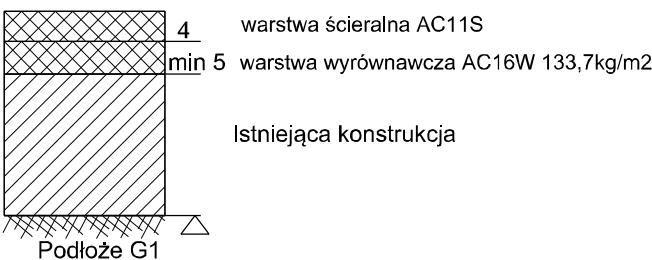 4 warstwa ścieralna AC11S
min 5 warstwa wyrównawcza AC16W 133,7kg/m2
Istniejąca konstrukcja
Podłoże G1